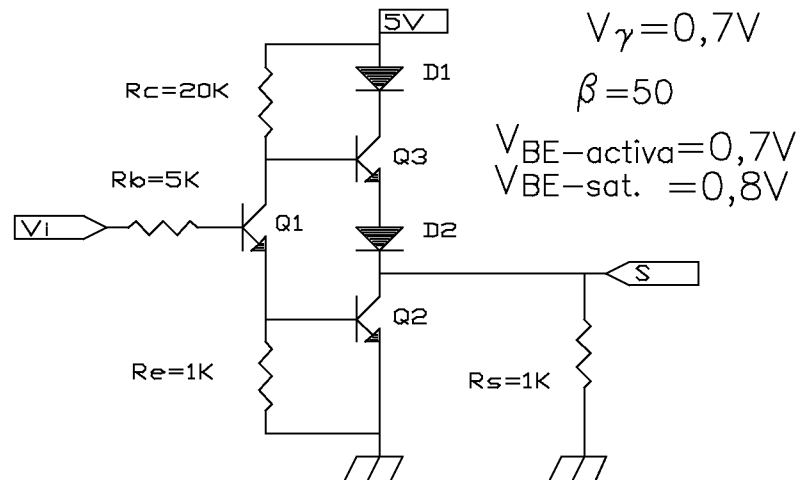 5V
Vγ=0,7V
D1
Rc=20K
β=50
Q3
VBE-activa=0,7V
Rb=5K
VBE-sat. =0,8V
Vi
Q1
D2
S
Q2
Re=1K
Rs=1K